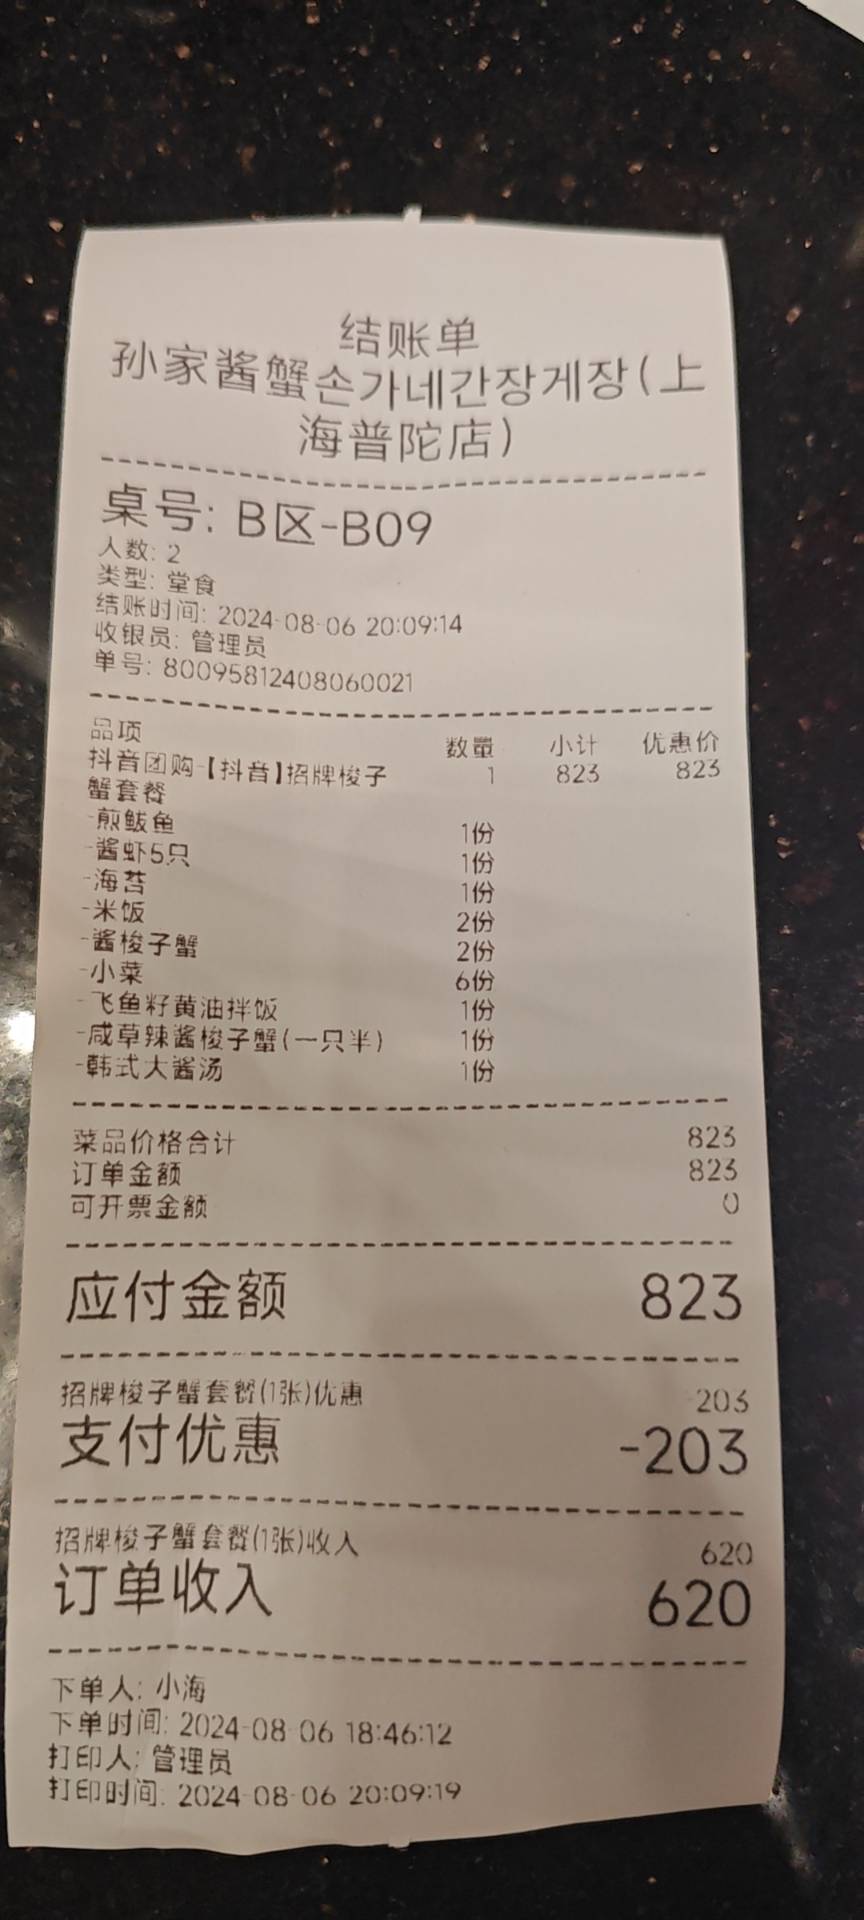 结账单
孙家酱蟹손가네간장게장(上
海普陀店)
桌号: B区-B09
人数: 2
类型: 堂食
结账时间: 2024-08-06 20:09:14
收银员: 管理员
单号: 80095812408060021
品项 数量 小计 优惠价
抖音团购-【抖音】招牌梭子 1 823 823
蟹套餐
-煎鲅鱼 1份
-酱虾5只 1份
-海苔 1份
-米饭 2份
-酱梭子蟹 2份
-小菜 6份
-飞鱼籽黄油拌饭 1份
-咸草辣酱梭子蟹(一只半) 1份
-韩式大酱汤 1份
菜品价格合计 823
订单金额 823
可开票金额 0
应付金额 823
招牌梭子蟹套餐(1张)优惠 -203
支付优惠 -203
招牌梭子蟹套餐(1张)收入 620
订单收入 620
下单人: 小海
下单时间: 2024-08-06 18:46:12
打印人: 管理员
打印时间: 2024-08-06 20:09:19